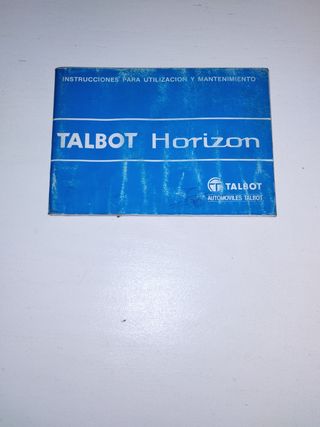 INSTRUCCIONES PARA UTILIZACION Y MANTENIMIENTO
TALBOT Horizon
TALBOT
AUTOMOVILES TALBOT